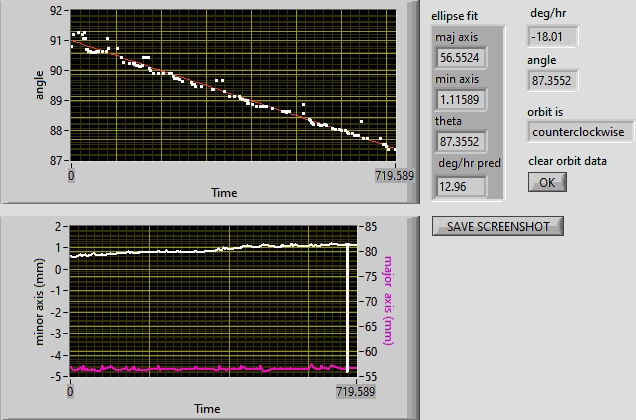 92
91
90
89
88
87
angle
0
719.589
Time
ellipse fit
maj axis
56.5524
min axis
1.11589
theta
87.3552
deg/hr pred
12.96
deg/hr
-18.01
angle
87.3552
orbit is
counterclockwise
clear orbit data
OK
SAVE SCREENSHOT
2
1
0
-1
-2
-3
-4
-5
minor axis (mm)
85
80
75
70
65
60
55
major axis (mm)
0
719.589
Time